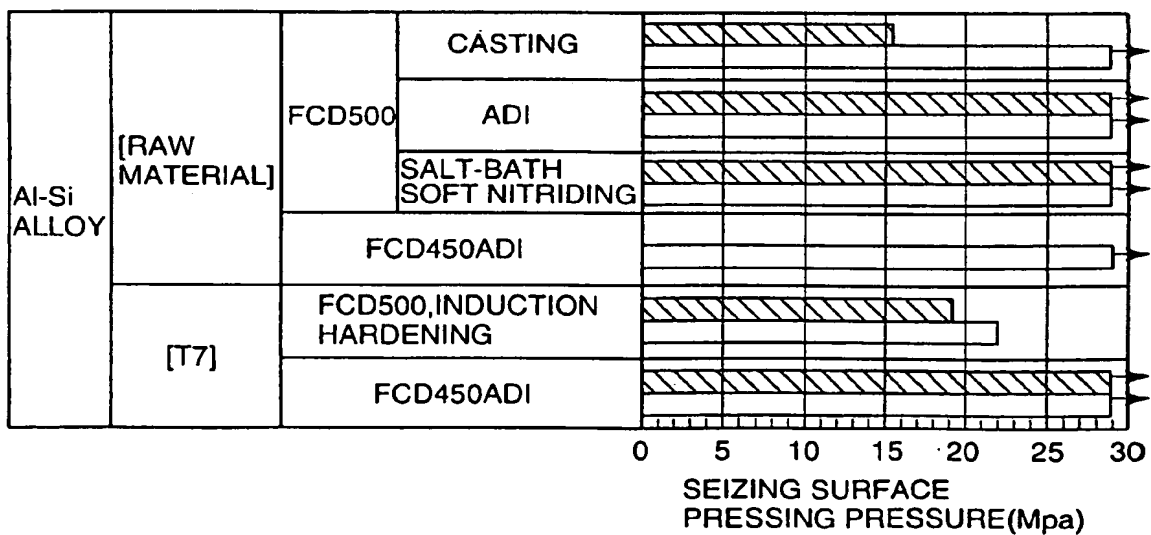 CASTING
FCD500
ADI
[RAW
MATERIAL]
SALT-BATH
SOFT NITRIDING
Al-Si
ALLOY
FCD450ADI
FCD500,INDUCTION
HARDENING
[T7]
FCD450ADI
0 5 10 15 20 25 30
SEIZING SURFACE
PRESSING PRESSURE(Mpa)